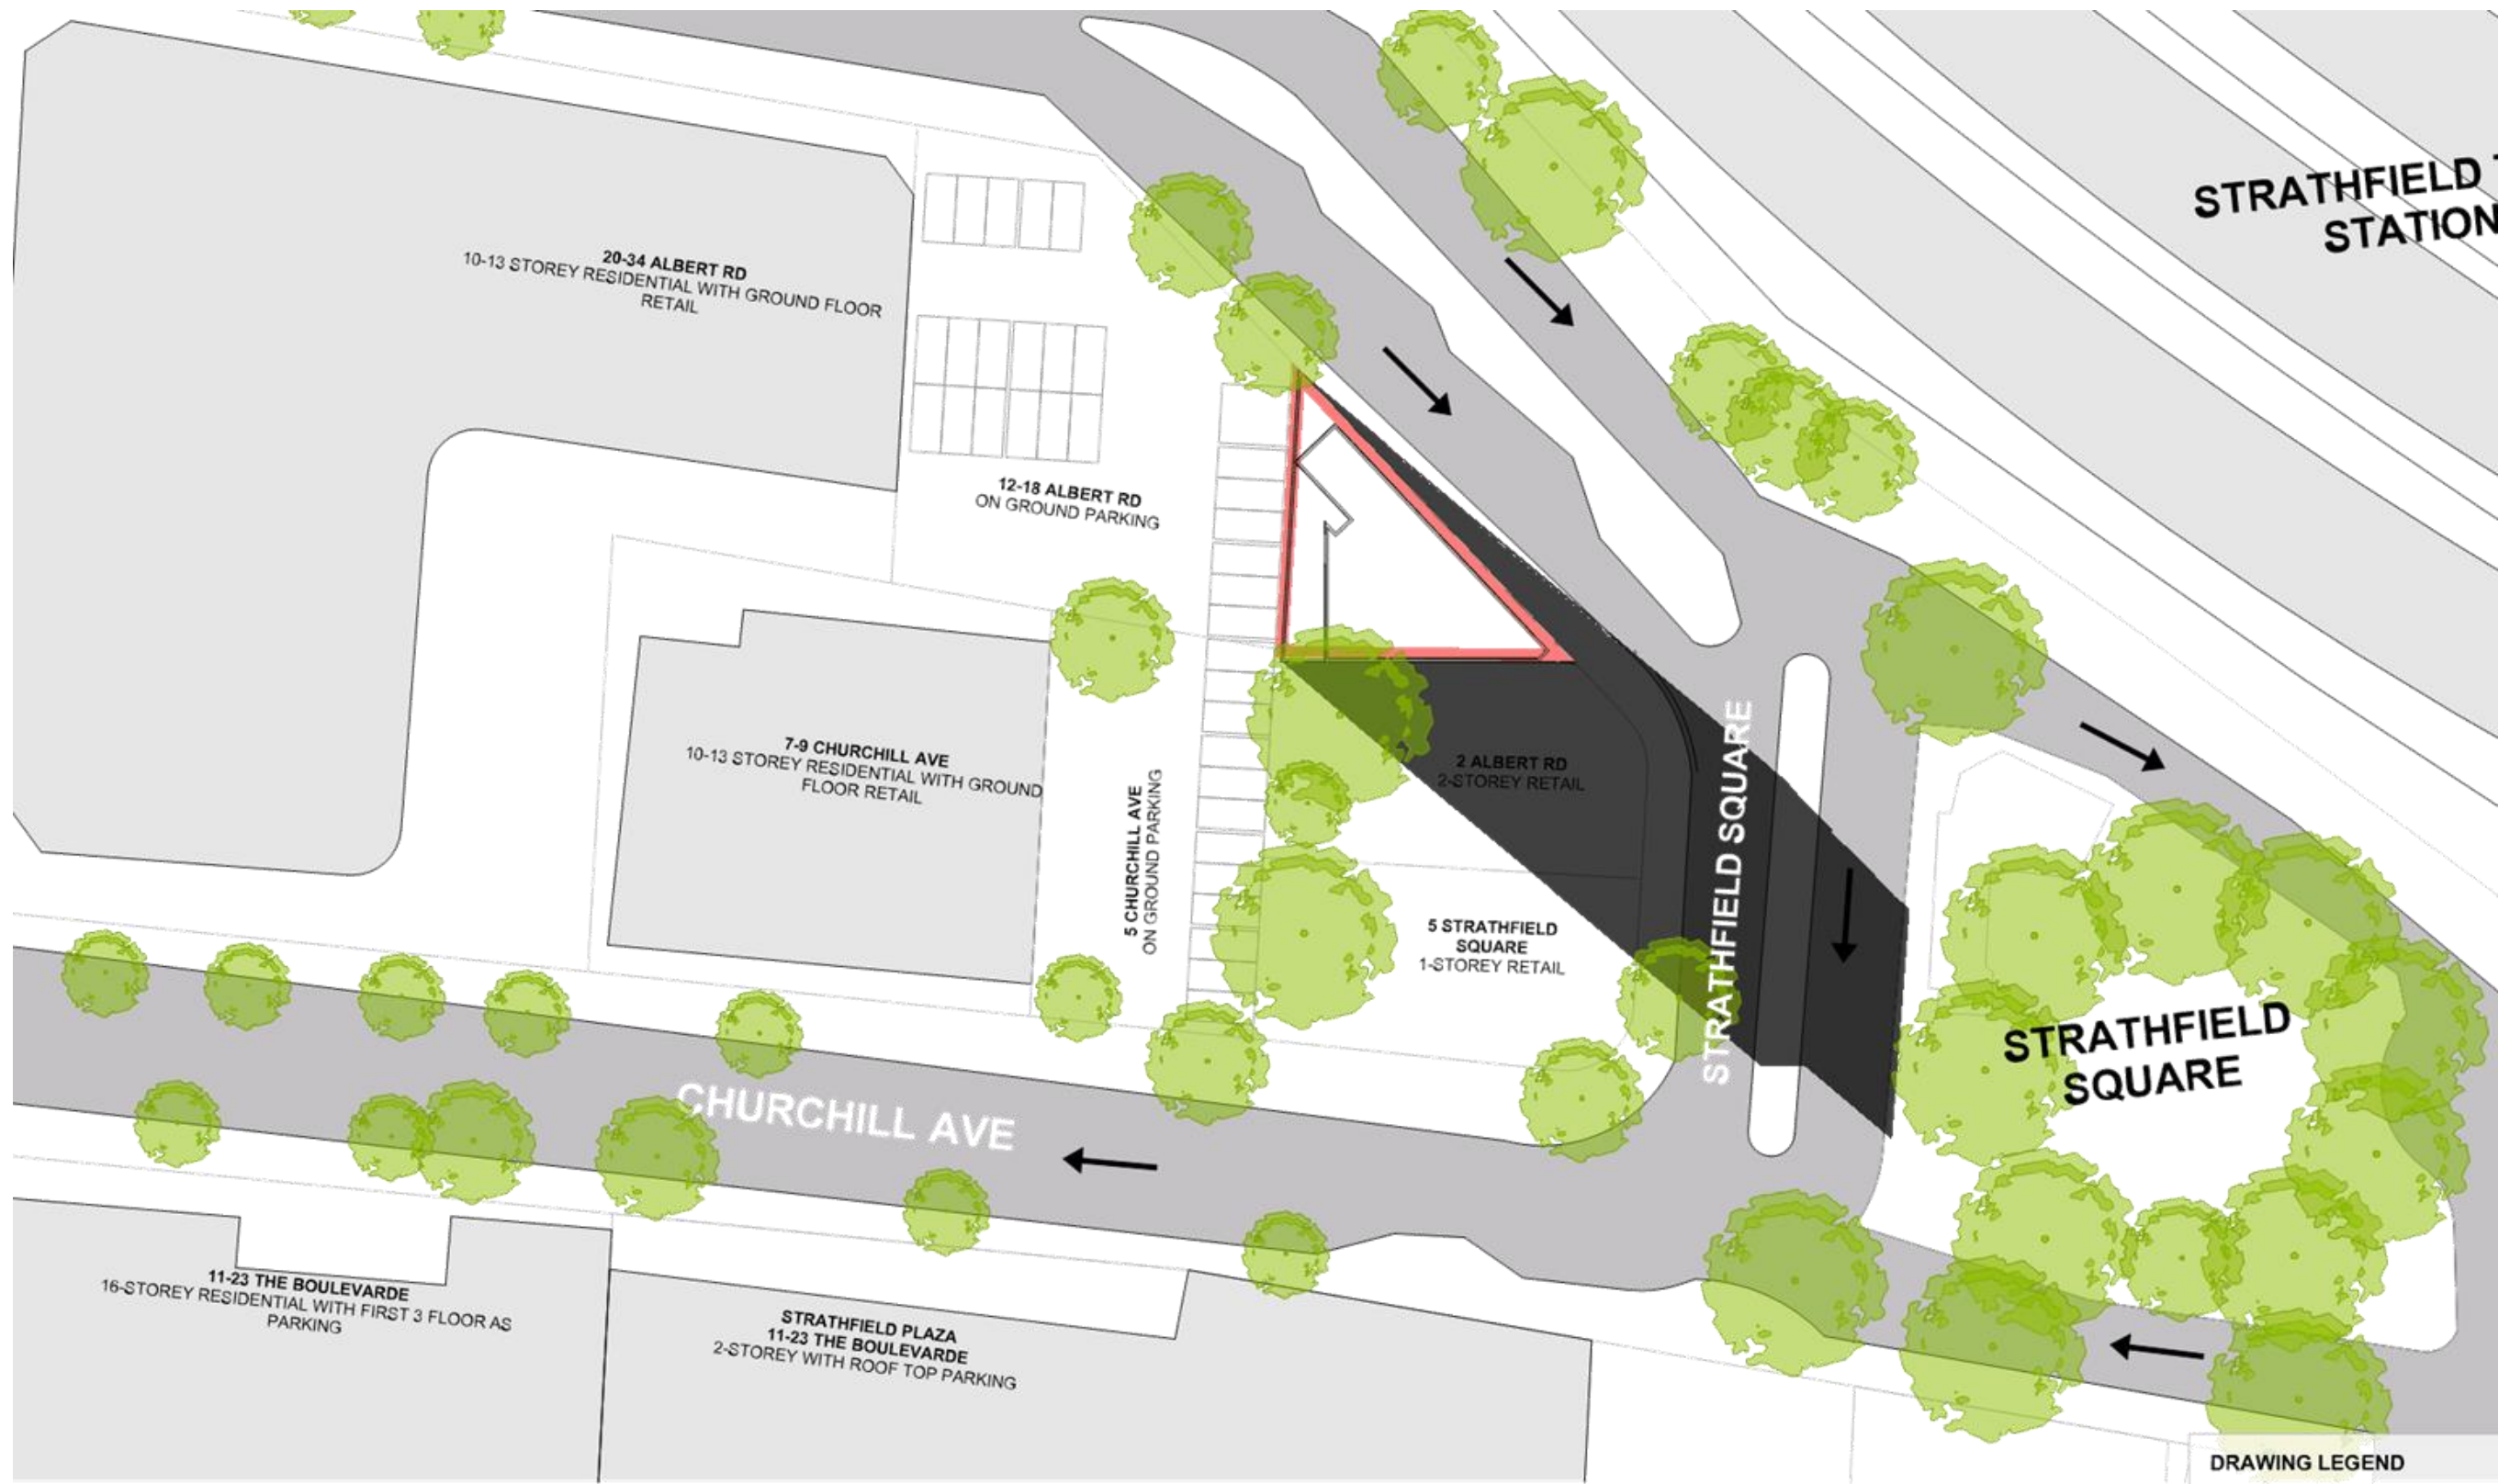 STRATHFIELD
STATION
20-34 ALBERT RD
10-13 STOREY RESIDENTIAL WITH GROUND FLOOR
RETAIL
12-18 ALBERT RD
ON GROUND PARKING
7-9 CHURCHILL AVE
10-13 STOREY RESIDENTIAL WITH GROUND
FLOOR RETAIL
5 CHURCHILL AVE
ON GROUND PARKING
2 ALBERT RD
2-STOREY RETAIL
STRATHFIELD SQUARE
5 STRATHFIELD
SQUARE
1-STOREY RETAIL
STRATHFIELD
SQUARE
CHURCHILL AVE
11-23 THE BOULEVARDE
16-STOREY RESIDENTIAL WITH FIRST 3 FLOOR AS
PARKING
STRATHFIELD PLAZA
11-23 THE BOULEVARDE
2-STOREY WITH ROOF TOP PARKING
DRAWING LEGEND